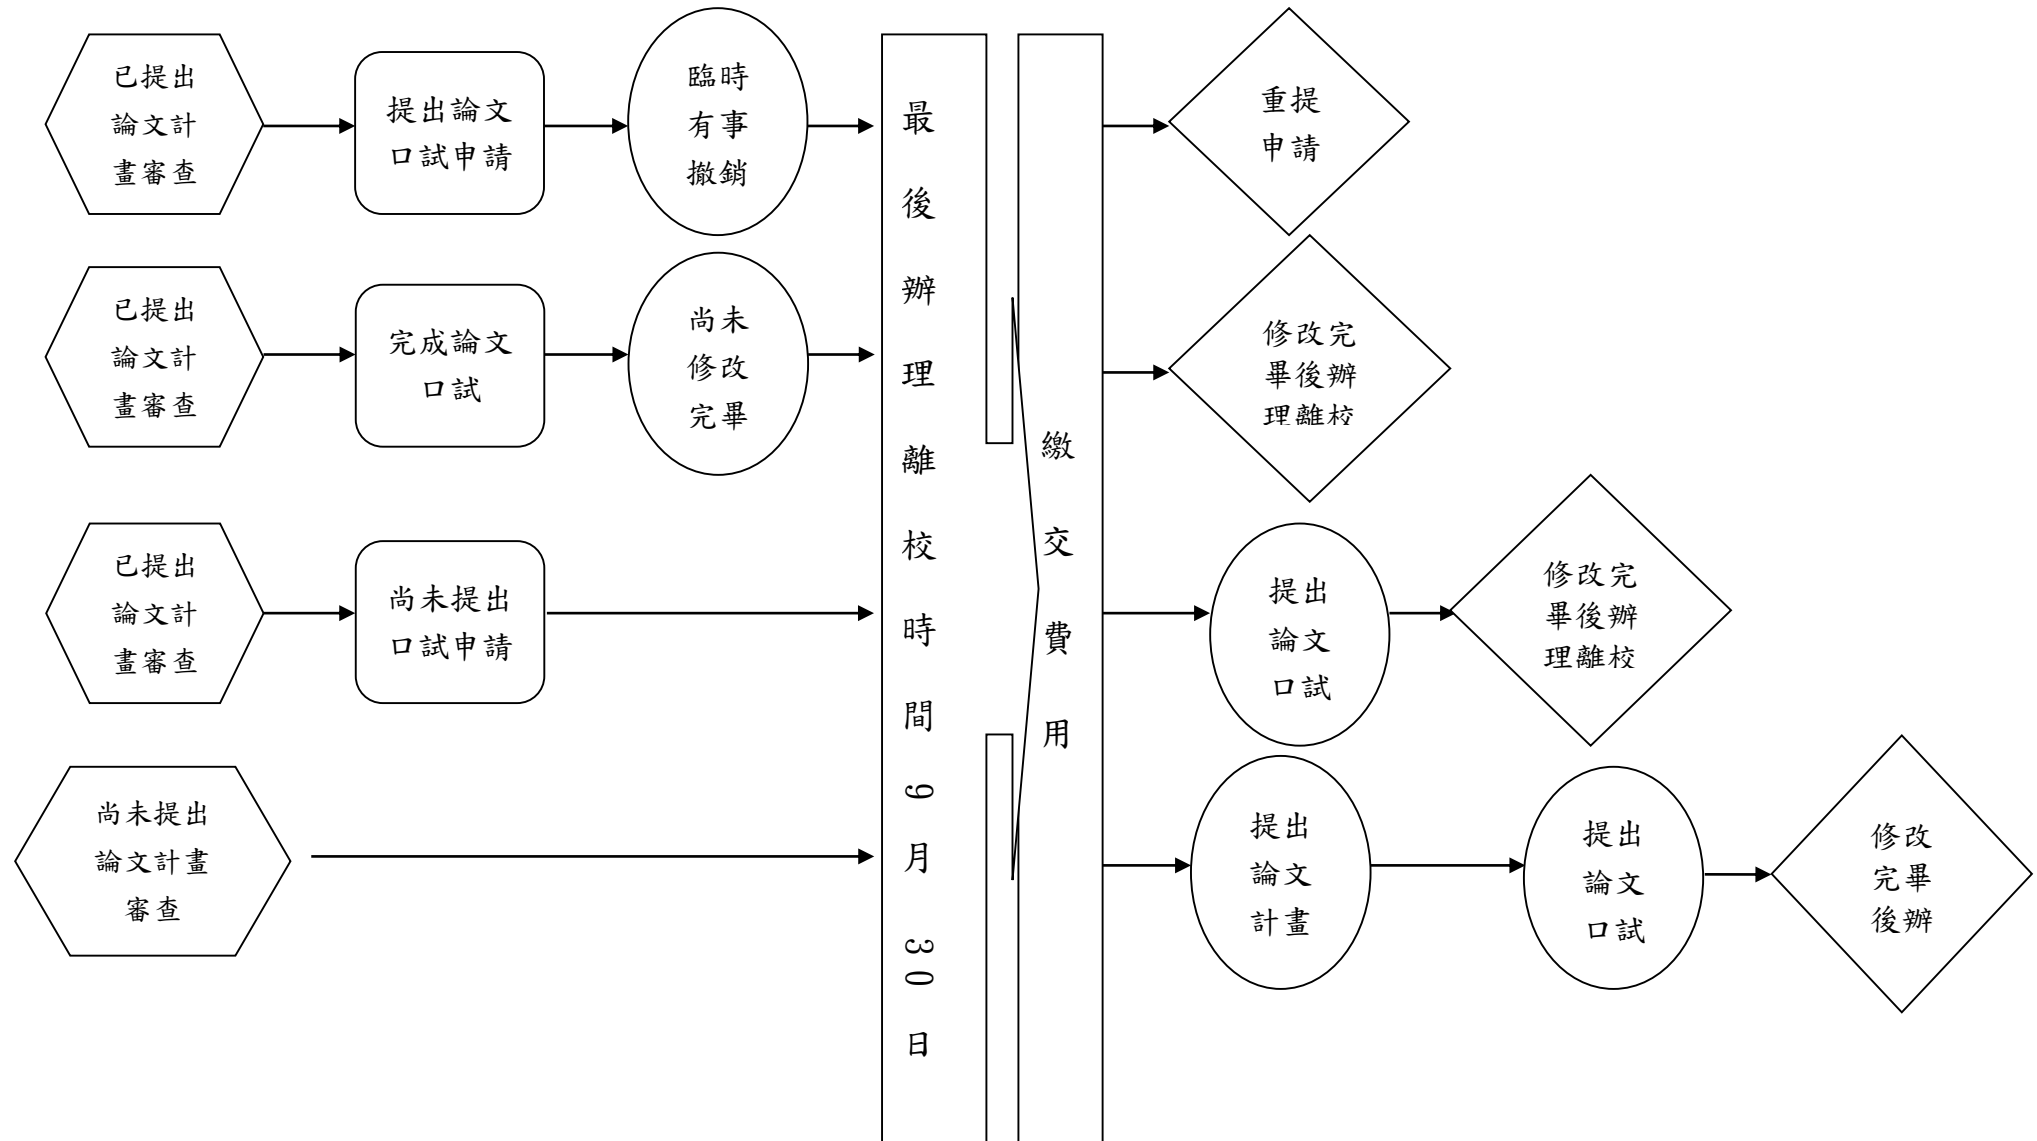 已提出
論文計
畫審查
提出論文
口試申請
臨時
有事
撤銷
重提
申請
已提出
論文計
畫審查
完成論文
口試
尚未
修改
完畢
修改完
畢後辦
理離校
已提出
論文計
畫審查
尚未提出
口試申請
提出
論文
口試
修改完
畢後辦
理離校
尚未提出
論文計畫
審查
提出
論文
計畫
提出
論文
口試
修改
完畢
後辦
最後辦理離校時間9月30日
繳交費用